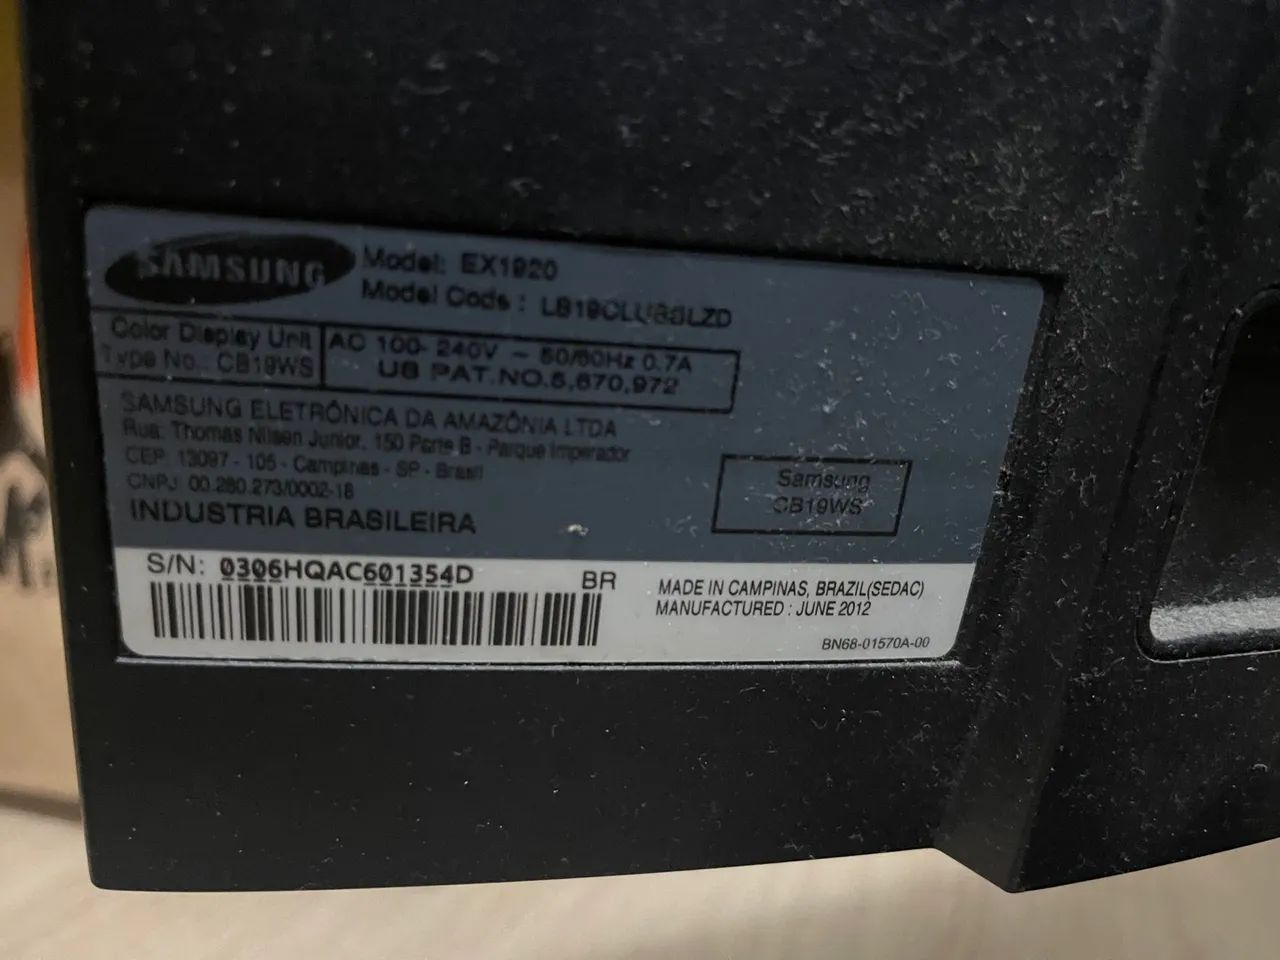 SAMSUNG
Model: EX1920
Model Code :
Color Display Unit
Type No.: CB19WS
AC 100-240V ~ 50/60Hz 0.7A
US PAT.NO.5,670,972
SAMSUNG ELETRÔNICA DA AMAZÔNIA LTDA
Rua: Thomas Nilsen Junior, 150 Parte B - Parque Imperador
CEP: 13097 - 105 - Campinas - SP - Brasil
CNPJ 00.280.273/0002-18
INDUSTRIA BRASILEIRA
Samsung
CB19WS
S/N: 0306HQAC601354D
BR
MADE IN CAMPINAS, BRAZIL(SEDAC)
MANUFACTURED : JUNE 2012
BN68-01570A-00